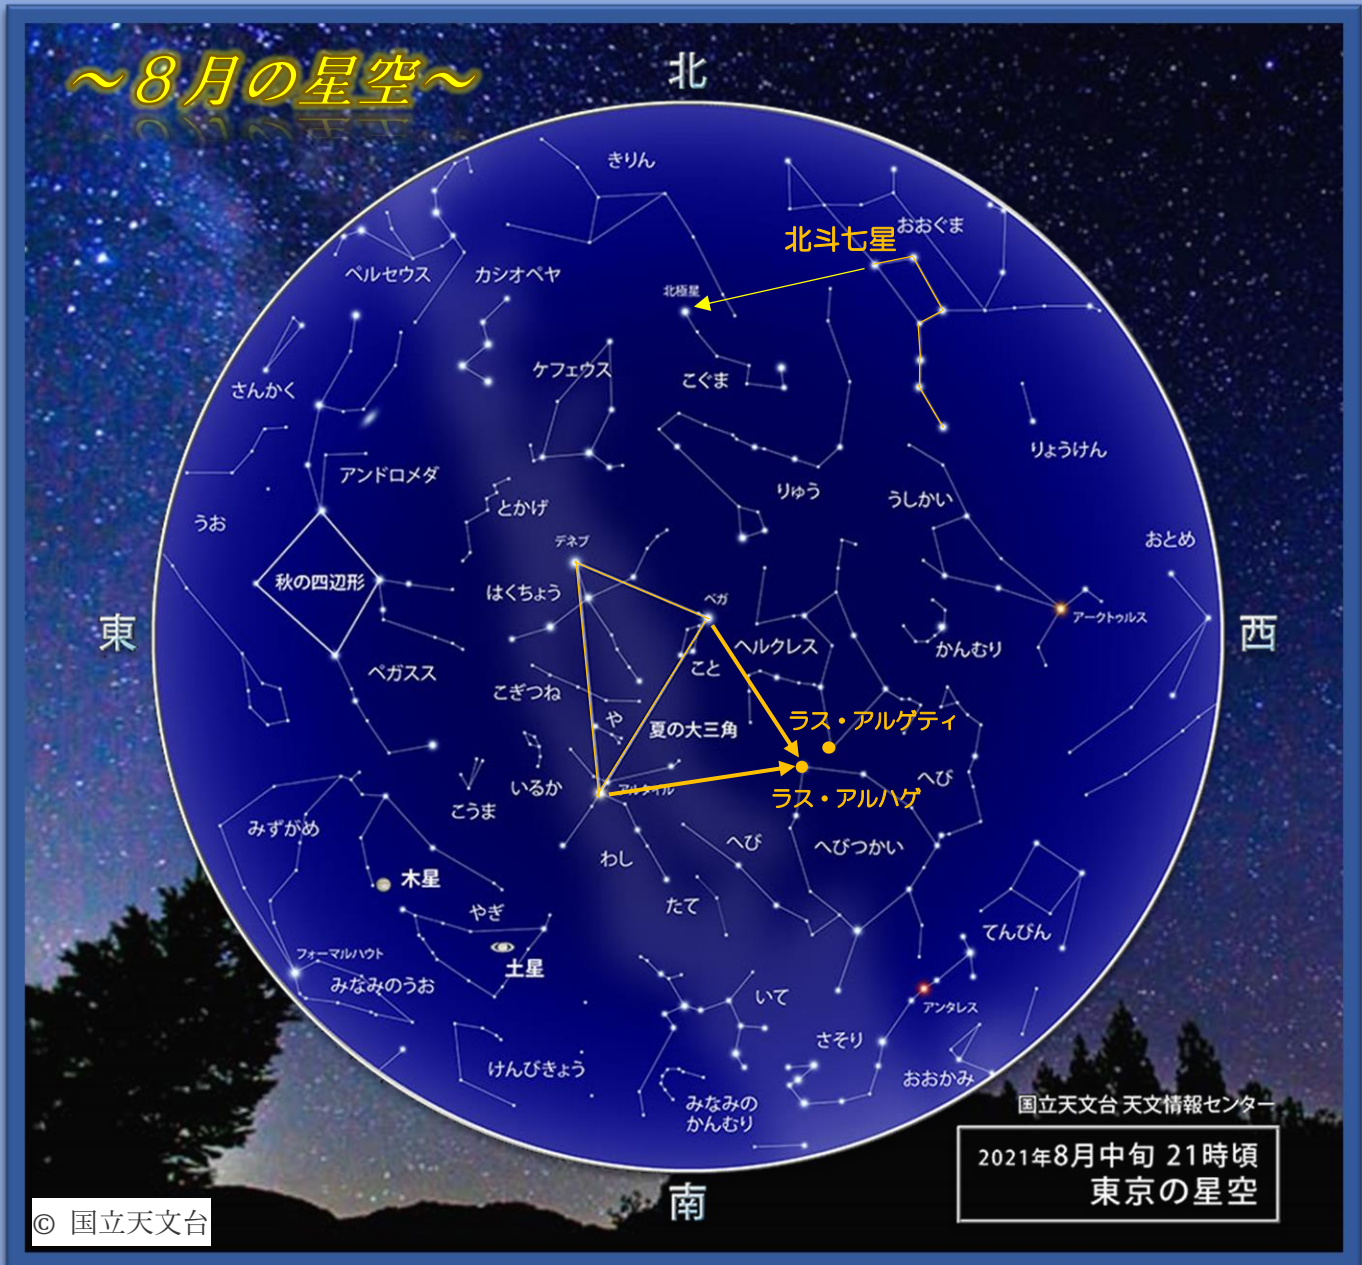 ～８月の星空～
北
きりん
おおぐま
北斗七星
ペルセウス
カシオペヤ
北極星
ケフェウス
こぐま
さんかく
りょうけん
アンドロメダ
とかげ
りゅう
うしかい
うお
デネブ
おとめ
秋の四辺形
はくちょう
ベガ
アークトゥルス
東
西
ヘルクレス
かんむり
こと
ペガスス
こぎつね
や
夏の大三角
ラス・アルゲティ
へび
いるか
アルタイル
ラス・アルハゲ
こうま
みずがめ
へび
へびつかい
わし
木星
たて
やぎ
てんびん
フォーマルハウト
土星
みなみのうお
いて
アンタレス
さそり
けんびきょう
おおかみ
みなみの
かんむり
国立天文台 天文情報センター
2021年8月中旬 21時頃
東京の星空
南
© 国立天文台